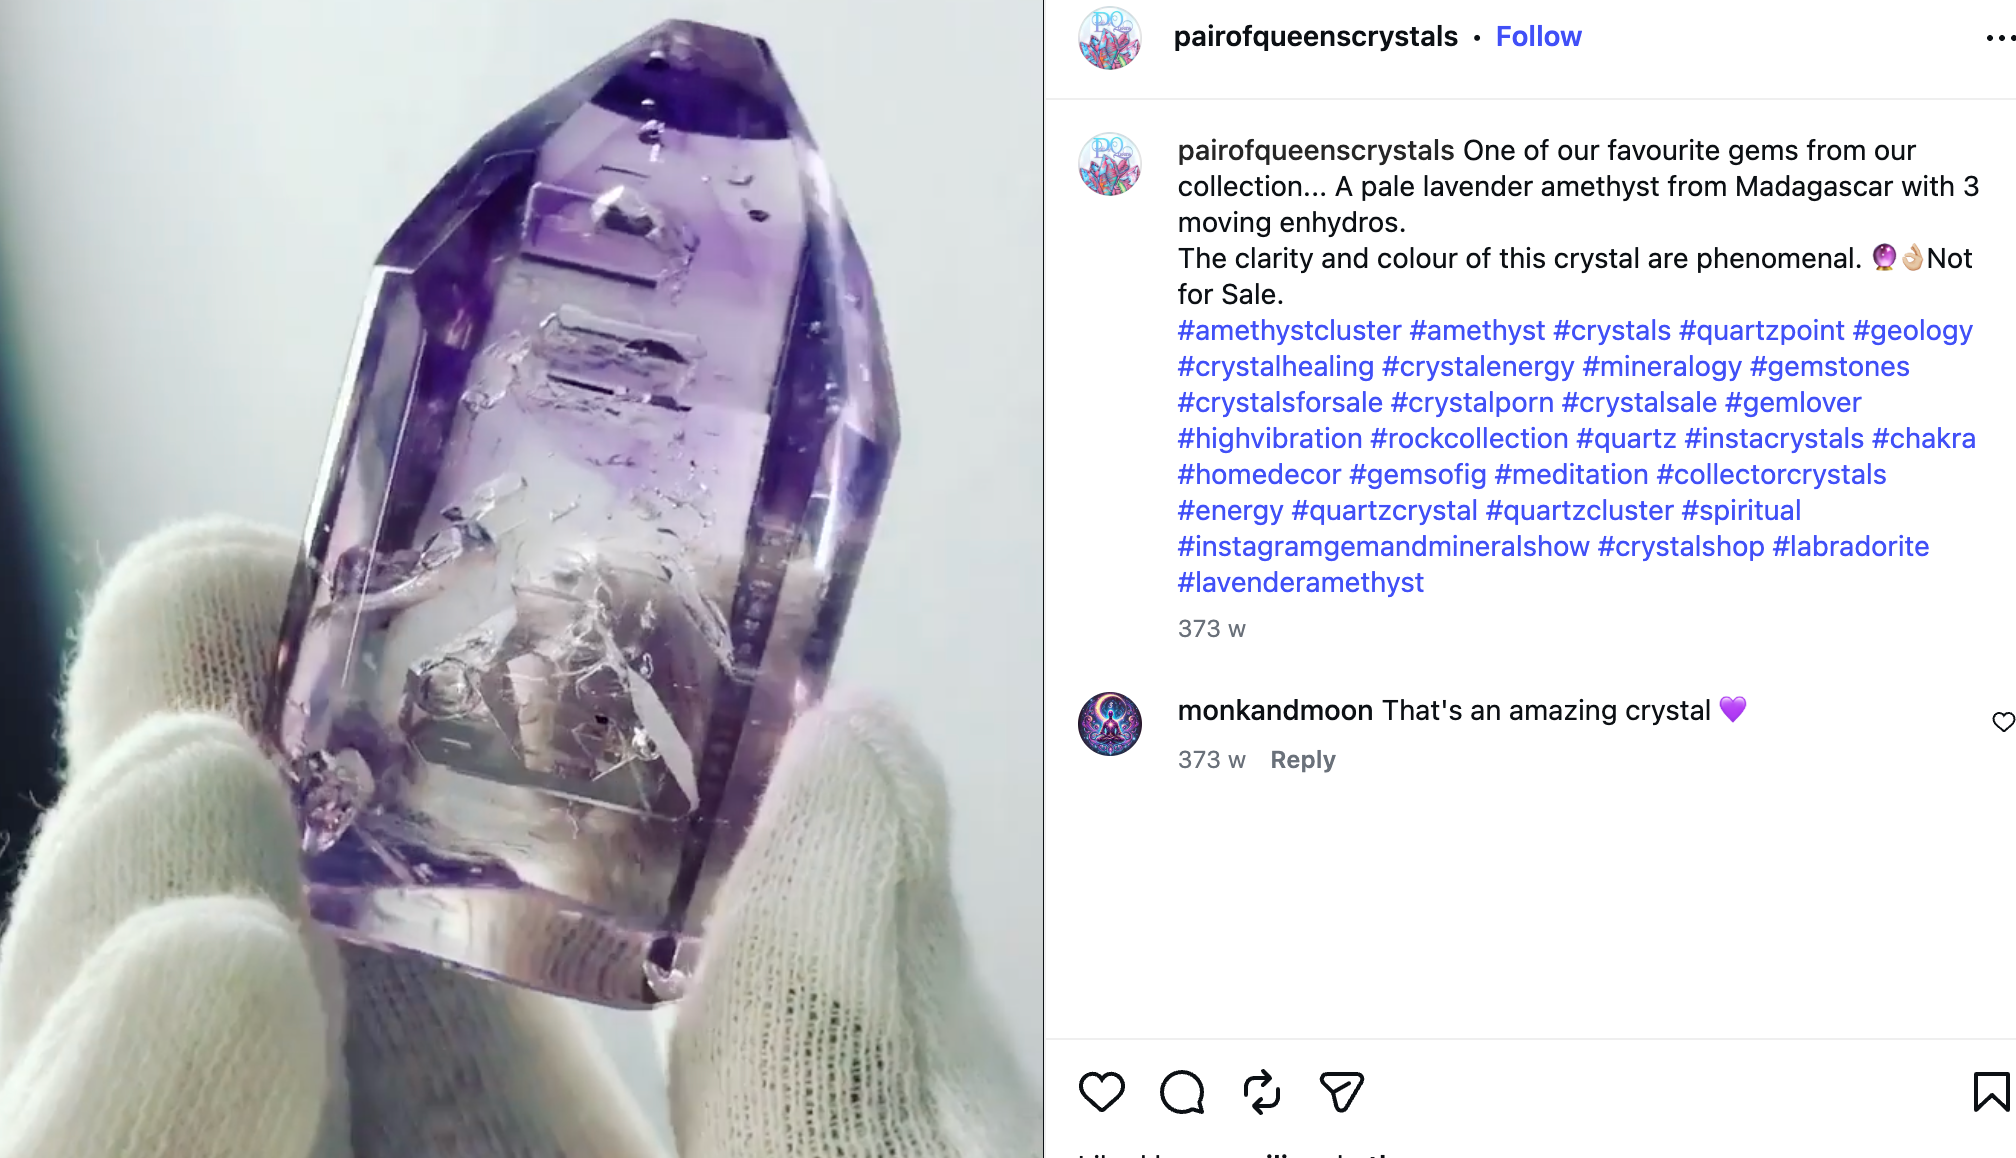 pairofqueenscrystals • Follow
pairofqueenscrystals One of our favourite gems from our
collection... A pale lavender amethyst from Madagascar with 3
moving enhydros.
The clarity and colour of this crystal are phenomenal. 🔮👌🏼Not
for Sale.
#amethystcluster #amethyst #crystals #quartzpoint #geology
#crystalhealing #crystalenergy #mineralogy #gemstones
#crystalsforsale #crystalporn #crystalsale #gemlover
#highvibration #rockcollection #quartz #instacrystals #chakra
#homedecor #gemsofig #meditation #collectorcrystals
#energy #quartzcrystal #quartzcluster #spiritual
#instagramgemandmineralshow #crystalshop #labradorite
#lavenderamethyst
373 w
monkandmoon That's an amazing crystal 💜
373 w Reply